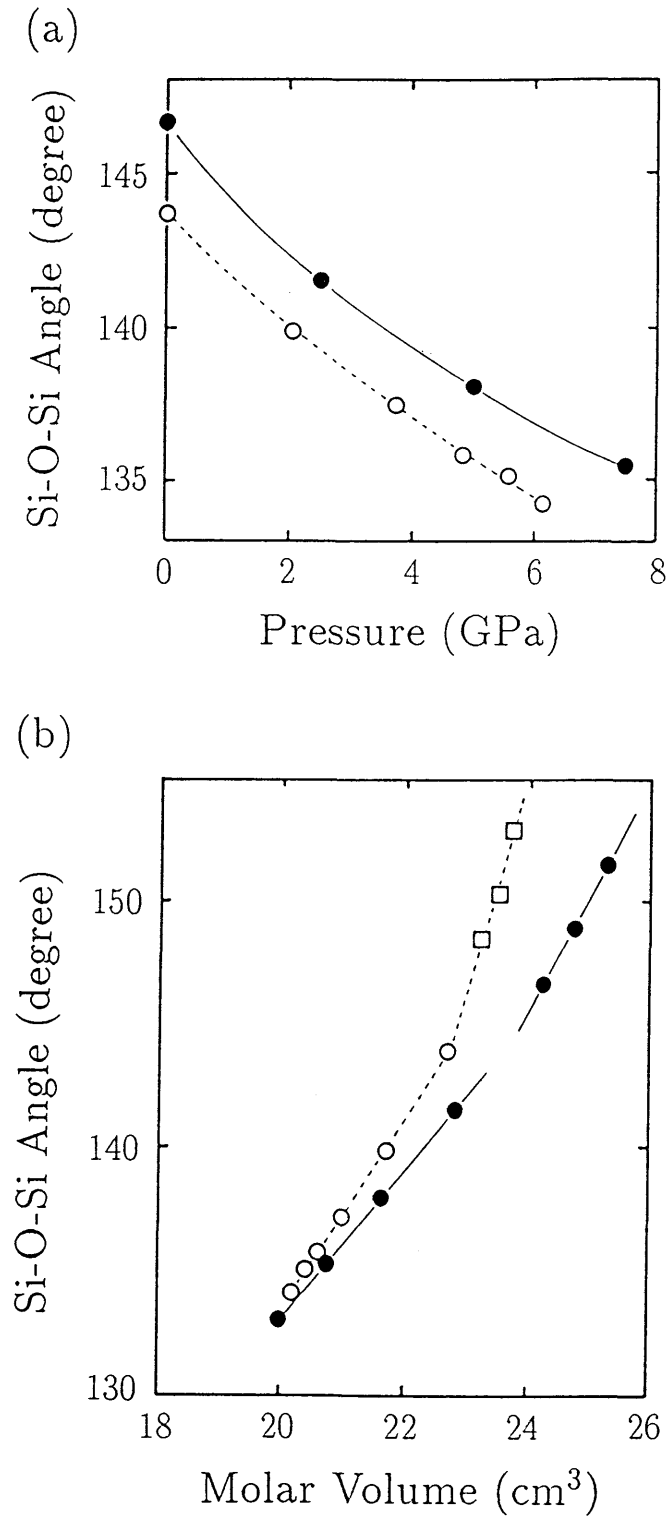 (a)
Si-O-Si Angle (degree)
145
140
135
0 2 4 6 8
Pressure (GPa)
(b)
Si-O-Si Angle (degree)
150
140
130
18 20 22 24 26
Molar Volume (cm³)